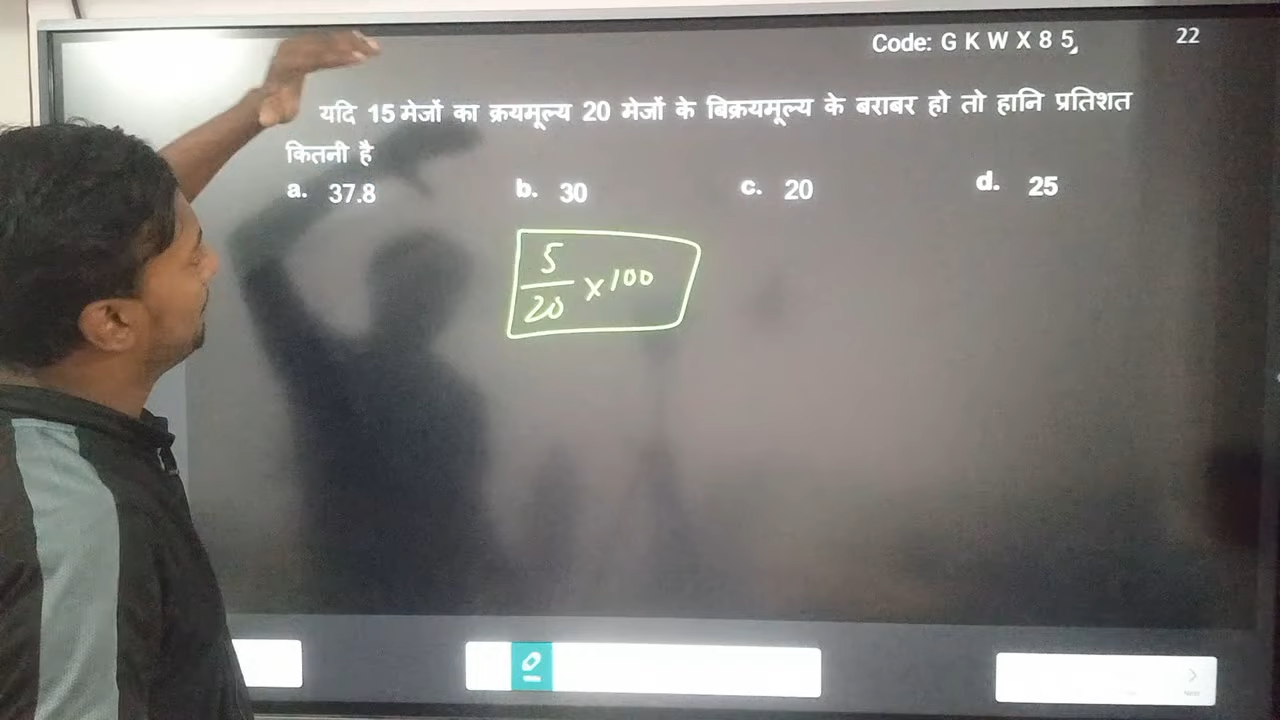 Code: G K W X 8 5
22
यदि 15 मेजों का क्रयमूल्य 20 मेजों के बिक्रयमूल्य के बराबर हो तो हानि प्रतिशत
कितनी है
a. 37.8 b. 30 c. 20 d. 25
5/20 × 100